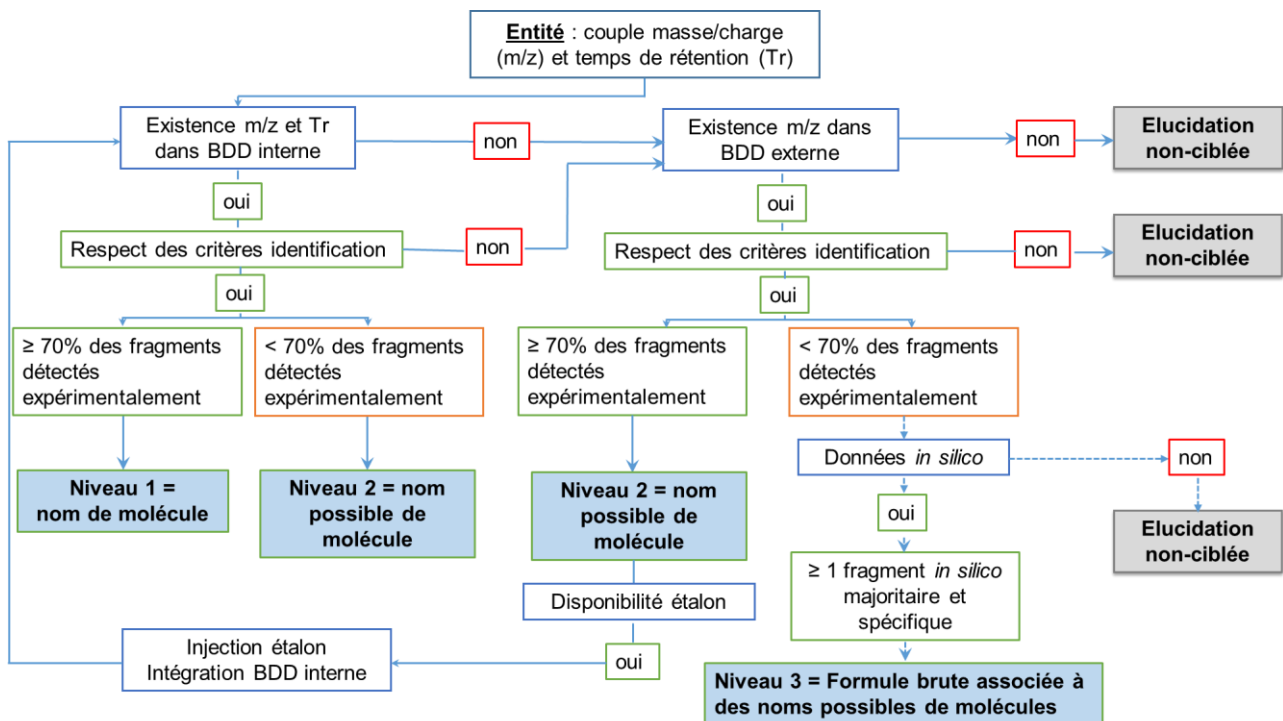 Entité : couple masse/charge
(m/z) et temps de rétention (Tr)
Existence m/z et Tr
dans BDD interne
non
Existence m/z dans
BDD externe
non
Elucidation
non-ciblée
oui
oui
Respect des critères identification
non
Respect des critères identification
non
Elucidation
non-ciblée
oui
oui
≥ 70% des fragments
détectés
expérimentalement
< 70% des fragments
détectés
expérimentalement
≥ 70% des fragments
détectés
expérimentalement
< 70% des fragments
détectés
expérimentalement
Données in silico
non
Niveau 1 =
nom de molécule
Niveau 2 = nom
possible de
molécule
Niveau 2 = nom
possible de
molécule
oui
Elucidation
non-ciblée
≥ 1 fragment in silico
majoritaire et
spécifique
Disponibilité étalon
Injection étalon
Intégration BDD interne
oui
Niveau 3 = Formule brute associée à
des noms possibles de molécules